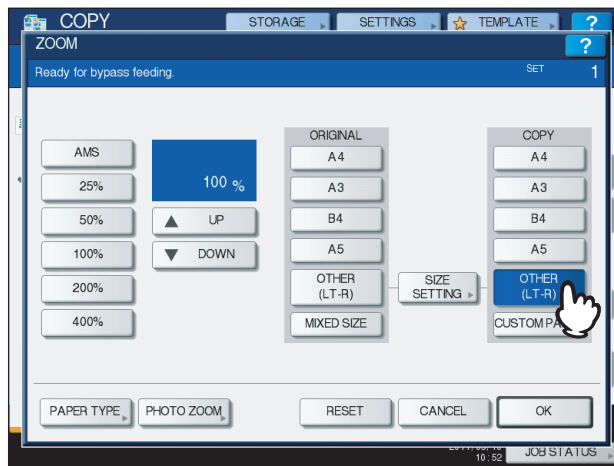 COPY
STORAGE
SETTINGS
TEMPLATE
?
ZOOM
?
Ready for bypass feeding.
SET 1
ORIGINAL
COPY
AMS
25%
50%
100%
200%
400%
100 %
UP
DOWN
A4
A3
B4
A5
OTHER
(LT-R)
MIXED SIZE
SIZE
SETTING
A4
A3
B4
A5
OTHER
(LT-R)
CUSTOM
PAPER TYPE
PHOTO ZOOM
RESET
CANCEL
OK
10:52
JOB STATUS